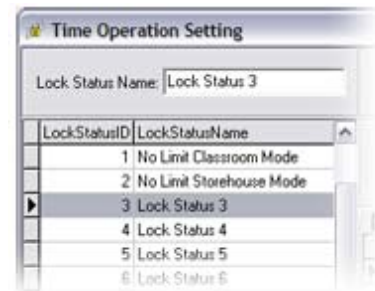 Time Operation Setting
Lock Status Name: Lock Status 3
LockStatusID LockStatusName
1 No Limit Classroom Mode
2 No Limit Storehouse Mode
3 Lock Status 3
4 Lock Status 4
5 Lock Status 5
6 Lock Status 6